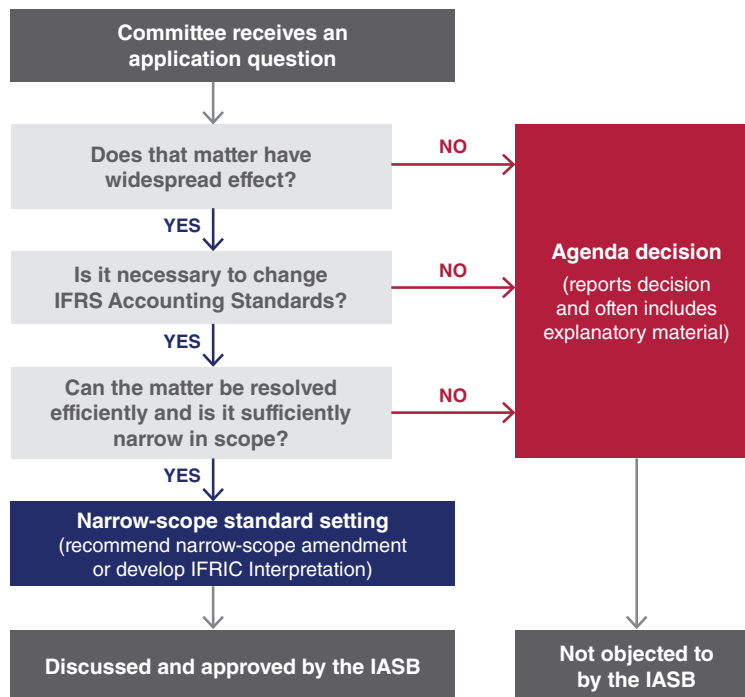 Committee receives an
application question
Does that matter have
widespread effect?
NO
YES
Is it necessary to change
IFRS Accounting Standards?
NO
YES
Can the matter be resolved
efficiently and is it sufficiently
narrow in scope?
NO
YES
Agenda decision
(reports decision
and often includes
explanatory material)
Narrow-scope standard setting
(recommend narrow-scope amendment
or develop IFRIC Interpretation)
Discussed and approved by the IASB
Not objected to
by the IASB